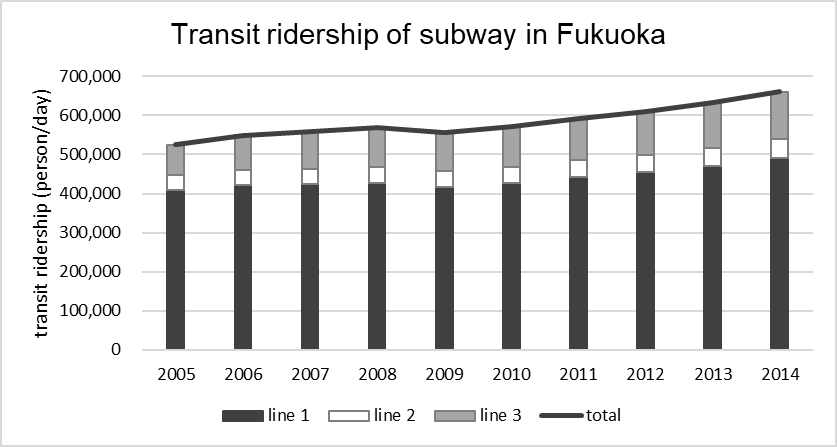 Transit ridership of subway in Fukuoka
transit ridership (person/day)
700,000
600,000
500,000
400,000
300,000
200,000
100,000
0
2005 2006 2007 2008 2009 2010 2011 2012 2013 2014
line 1 line 2 line 3 total